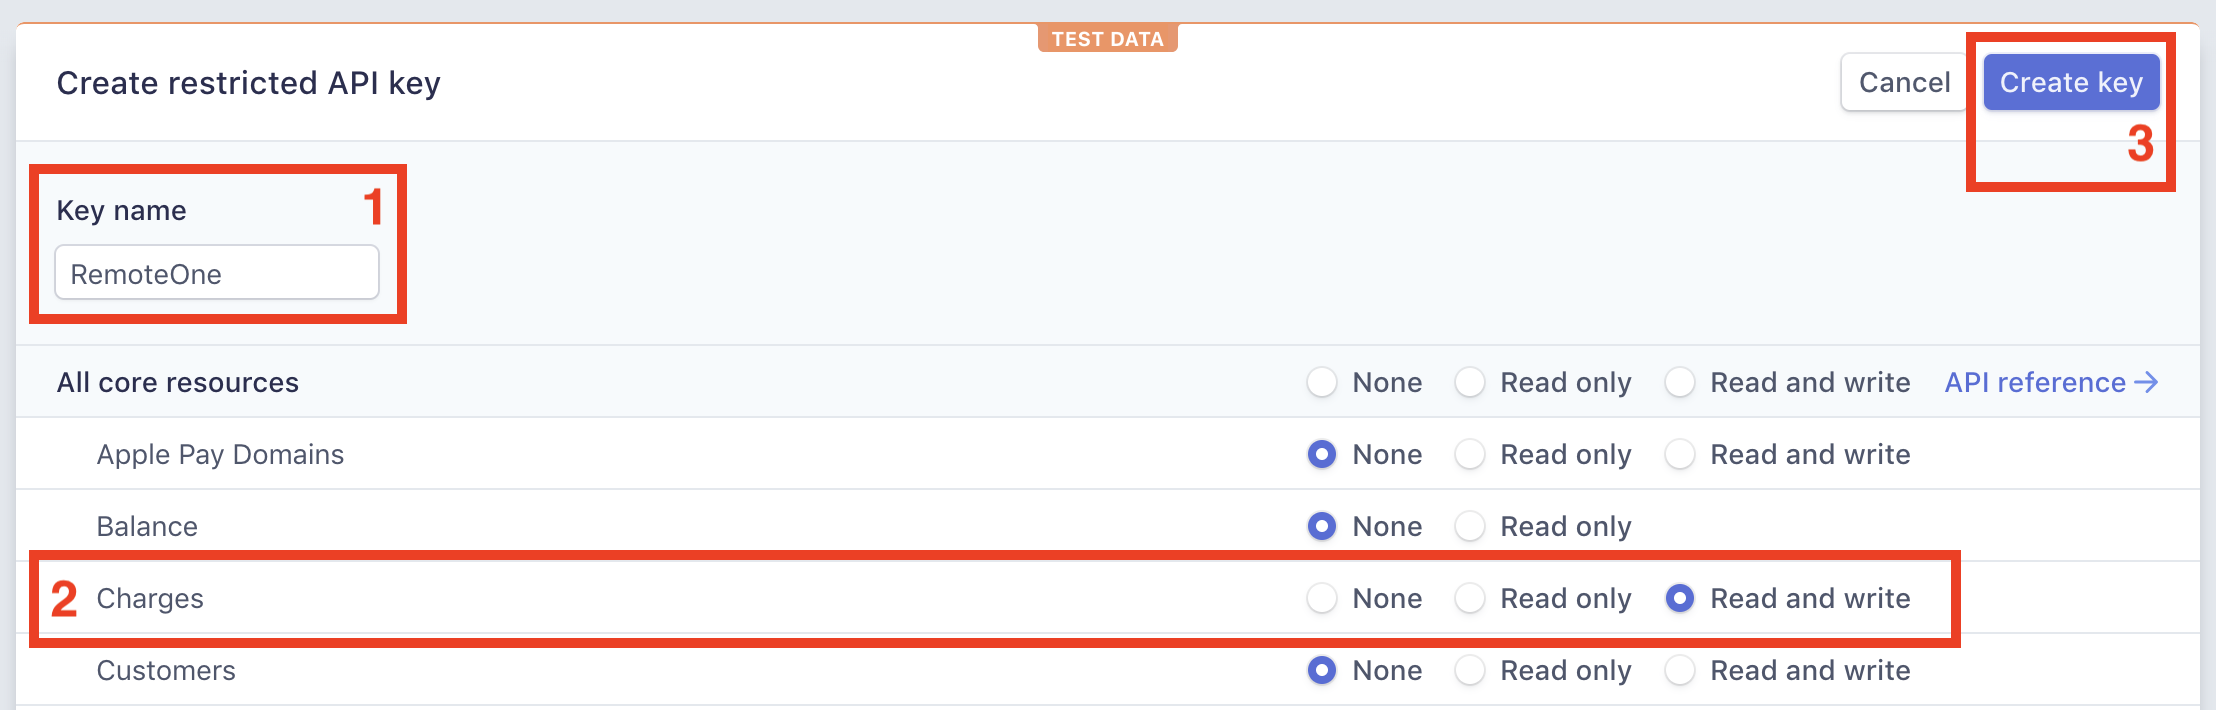 TEST DATA
Create restricted API key
Cancel
Create key
3
1
Key name
RemoteOne
All core resources None Read only Read and write API reference →
Apple Pay Domains None Read only Read and write
Balance None Read only
2 Charges None Read only Read and write
Customers None Read only Read and write